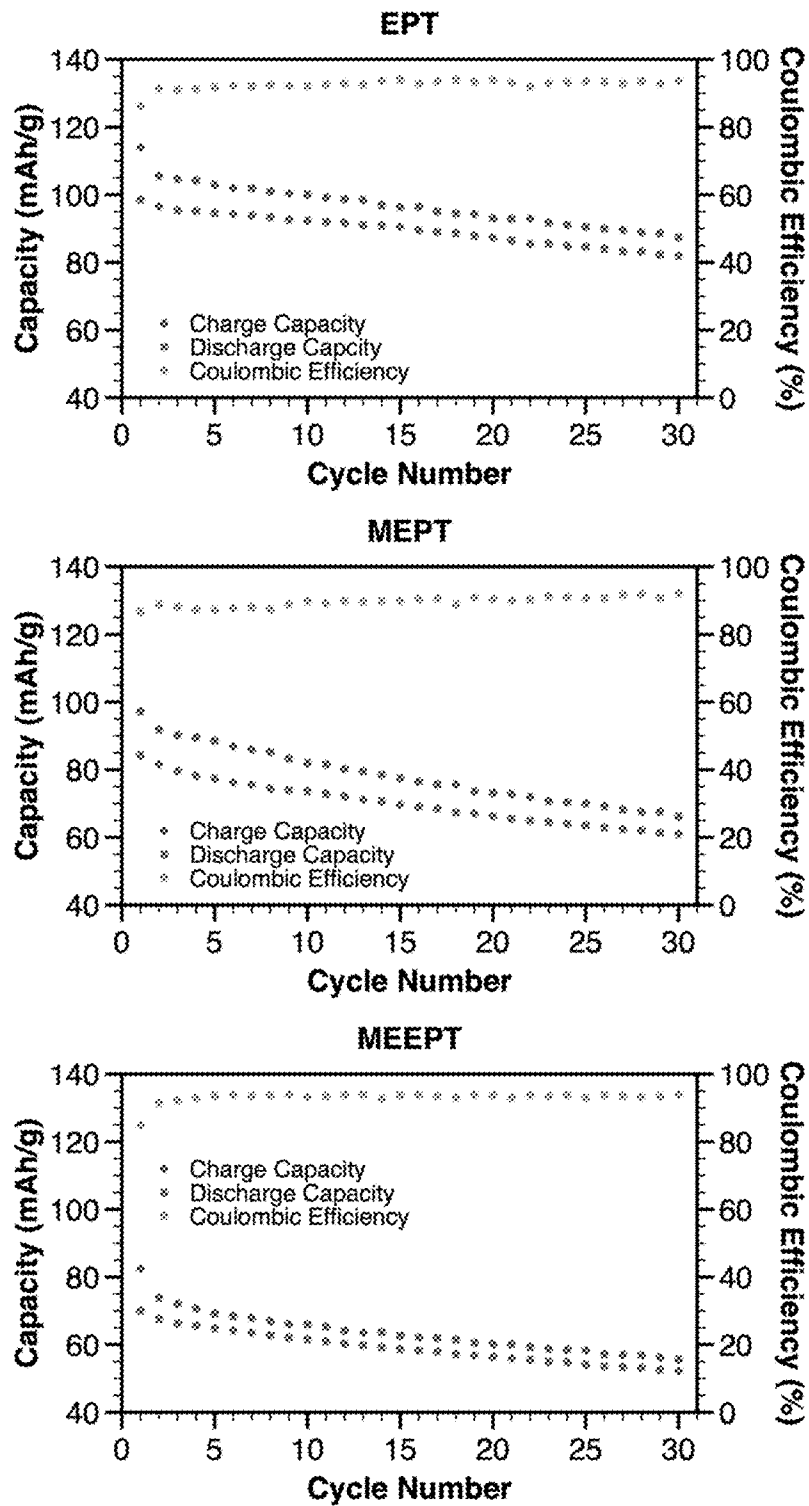 EPT
140
120
100
80
60
40
Capacity (mAh/g)
100
80
60
40
20
0
Coulombic Efficiency (%)
Charge Capacity
Discharge Capcity
Coulombic Efficiency
0 5 10 15 20 25 30
Cycle Number
MEPT
140
120
100
80
60
40
Capacity (mAh/g)
100
80
60
40
20
0
Coulombic Efficiency (%)
Charge Capacity
Discharge Capacity
Coulombic Efficiency
0 5 10 15 20 25 30
Cycle Number
MEEPT
140
120
100
80
60
40
Capacity (mAh/g)
100
80
60
40
20
0
Coulombic Efficiency (%)
Charge Capacity
Discharge Capacity
Coulombic Efficiency
0 5 10 15 20 25 30
Cycle Number